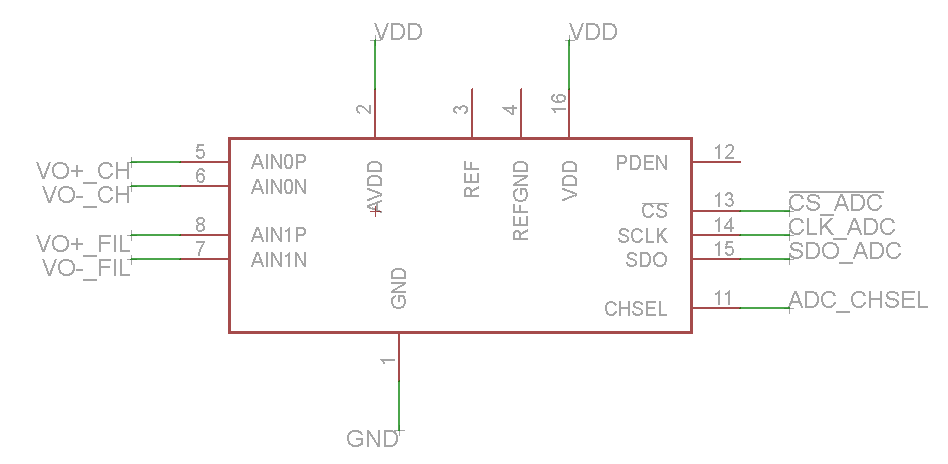 VDD
VDD
2
3
4
16
VO+_CH
5
AIN0P
VO-_CH
6
AIN0N
AVDD
REF
REFGND
VDD
PDEN
12
CS
13
CS_ADC
VO+_FIL
8
AIN1P
SCLK
14
CLK_ADC
VO-_FIL
7
AIN1N
SDO
15
SDO_ADC
GND
CHSEL
11
ADC_CHSEL
1
GND